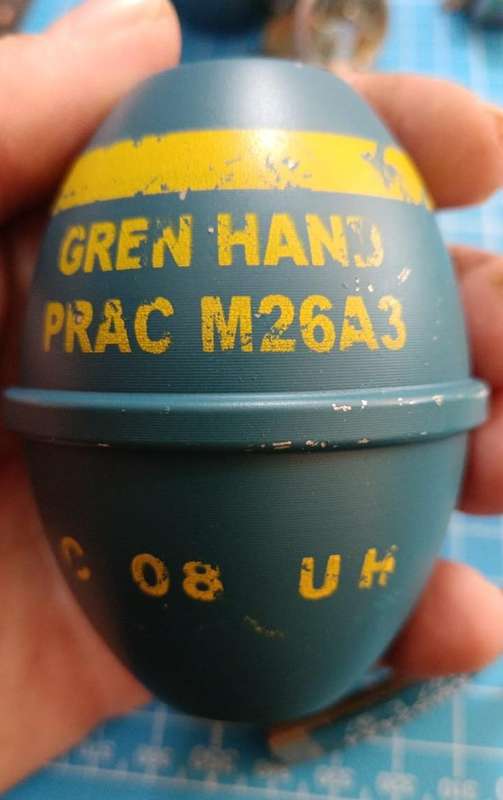 GREN HAND
PRAC M26A3
C 08 UH